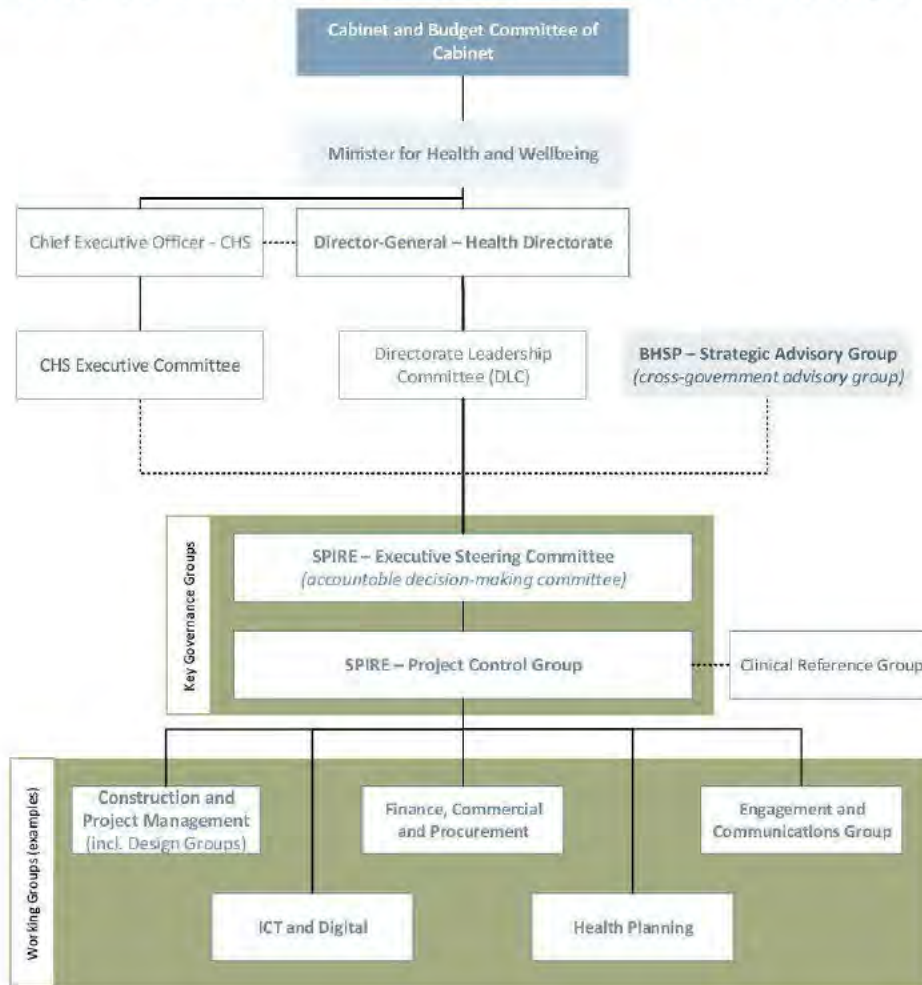 Cabinet and Budget Committee of
Cabinet
Minister for Health and Wellbeing
Chief Executive Officer - CHS
Director-General – Health Directorate
CHS Executive Committee
Directorate Leadership
Committee (DLC)
BHSP – Strategic Advisory Group
(cross-government advisory group)
Key Governance Groups
SPIRE – Executive Steering Committee
(accountable decision-making committee)
SPIRE – Project Control Group
Clinical Reference Group
Working Groups (examples)
Construction and
Project Management
(incl. Design Groups)
Finance, Commercial
and Procurement
Engagement and
Communications Group
ICT and Digital
Health Planning